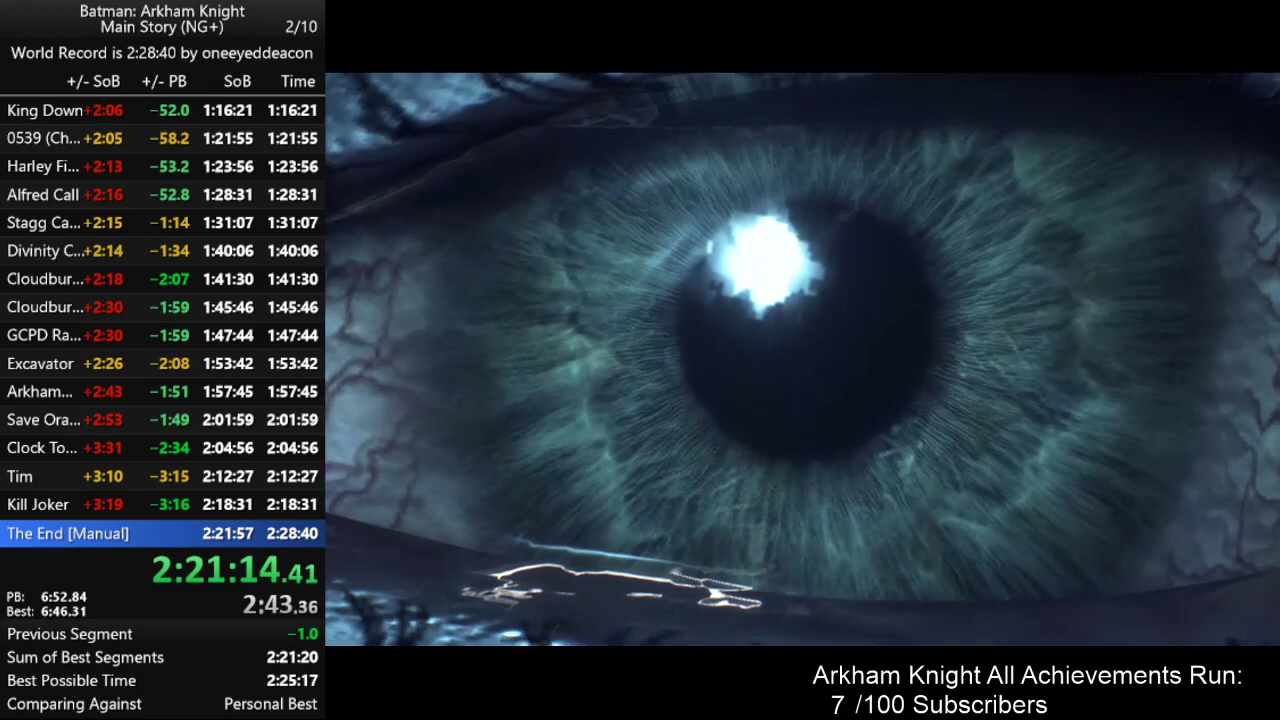 Batman: Arkham Knight
Main Story (NG+) 2/10
World Record is 2:28:40 by oneeyeddeacon
+/- SoB +/- PB SoB Time
King Down +2:06 −52.0 1:16:21 1:16:21
0539 (Ch... +2:05 −58.2 1:21:55 1:21:55
Harley Fi... +2:13 −53.2 1:23:56 1:23:56
Alfred Call +2:16 −52.8 1:28:31 1:28:31
Stagg Ca... +2:15 −1:14 1:31:07 1:31:07
Divinity C... +2:14 −1:34 1:40:06 1:40:06
Cloudbur... +2:18 −2:07 1:41:30 1:41:30
Cloudbur... +2:30 −1:59 1:45:46 1:45:46
GCPD Ra... +2:30 −1:59 1:47:44 1:47:44
Excavator +2:26 −2:08 1:53:42 1:53:42
Arkham... +2:43 −1:51 1:57:45 1:57:45
Save Ora... +2:53 −1:49 2:01:59 2:01:59
Clock To... +3:31 −2:34 2:04:56 2:04:56
Tim +3:10 −3:15 2:12:27 2:12:27
Kill Joker +3:19 −3:16 2:18:31 2:18:31
The End [Manual] 2:21:57 2:28:40
2:21:14.41
PB: 6:52.84
Best: 6:46.31 2:43.36
Previous Segment −1.0
Sum of Best Segments 2:21:20
Best Possible Time 2:25:17
Comparing Against Personal Best
Arkham Knight All Achievements Run:
7 /100 Subscribers